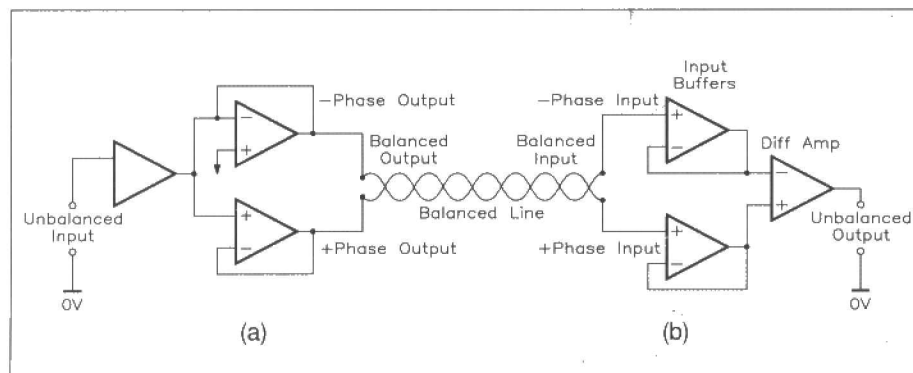 Input
Buffers
−Phase Output
−Phase Input
Diff Amp
Balanced
Output
Balanced
Input
−
+
+
−
−
+
Unbalanced
Input
Balanced Line
Unbalanced
Output
+
−
+Phase Output
+Phase Input
+
−
0V
0V
(a)
(b)